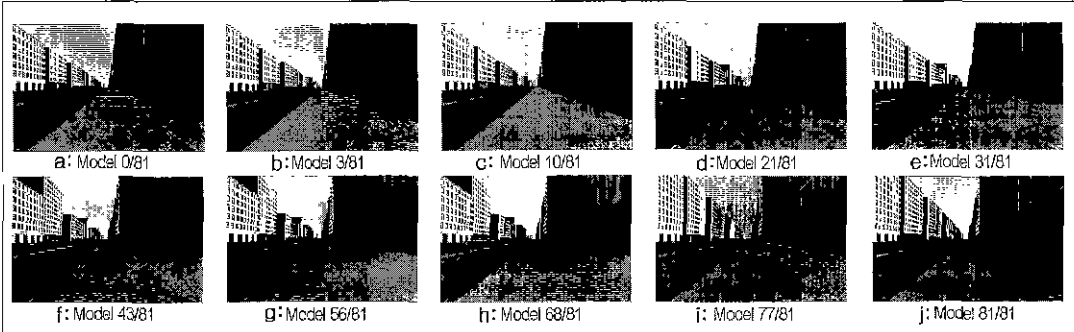 a: Model 0/81
b: Model 3/81
c: Model 10/81
d: Model 21/81
e: Model 31/81
f: Model 43/81
g: Model 56/81
h: Model 68/81
i: Model 77/81
j: Model 81/81